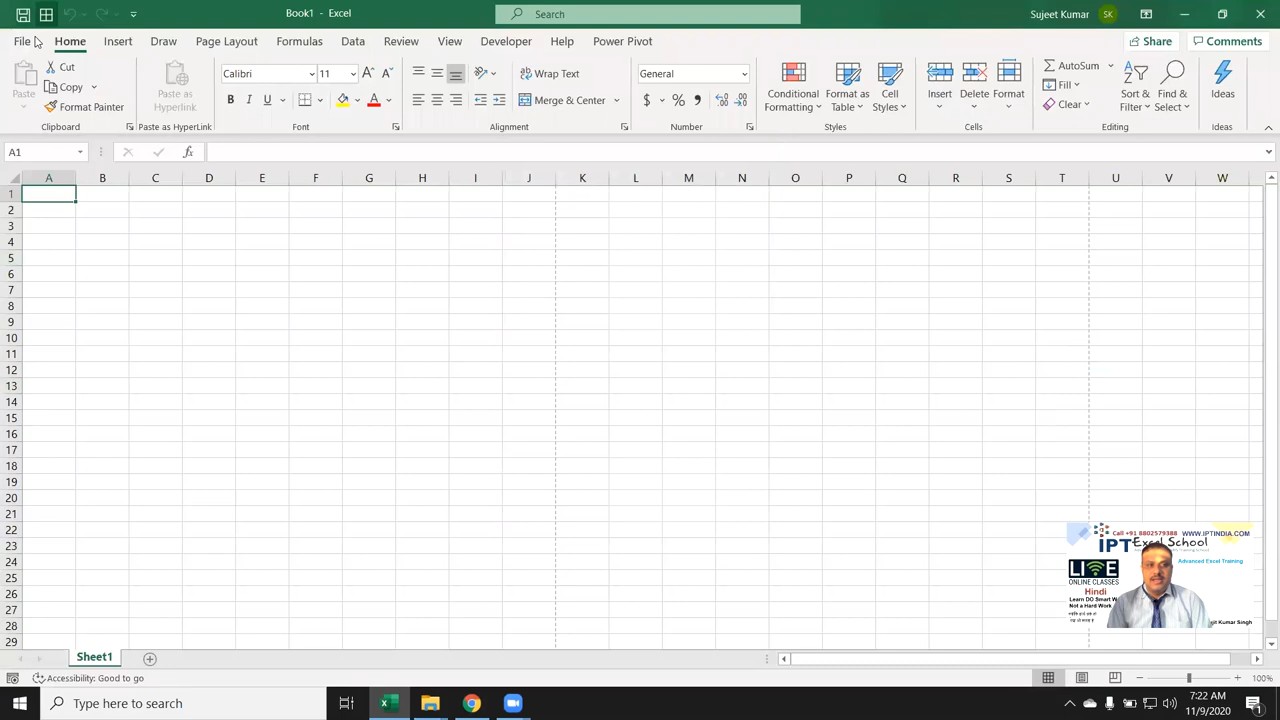 Book1 - Excel
Search
Sujeet Kumar
SK
File
Home
Insert
Draw
Page Layout
Formulas
Data
Review
View
Developer
Help
Power Pivot
Share
Comments
Paste
Cut
Copy
Format Painter
Clipboard
Paste as
Hyperlink
Paste as HyperLink
Calibri
11
B I U
Font
Wrap Text
Merge & Center
Alignment
General
$ % ,
Number
Conditional
Formatting
Format as
Table
Cell
Styles
Styles
Insert
Delete
Format
Cells
AutoSum
Fill
Clear
Sort &
Filter
Find &
Select
Editing
Ideas
Ideas
A1
fx
A B C D E F G H I J K L M N O P Q R S T U V W
1
2
3
4
5
6
7
8
9
10
11
12
13
14
15
16
17
18
19
20
21
22
23
24
25
26
27
28
29
Call +91 8802579388 WWW.IPTINDIA.COM
IPT Excel School
LIVE
Advanced Excel Training
ONLINE CLASSES
Hindi
Learn DO Smart W
Not a Hard Work
jit Kumar Singh
Sheet1
Accessibility: Good to go
100%
Type here to search
7:22 AM
11/9/2020